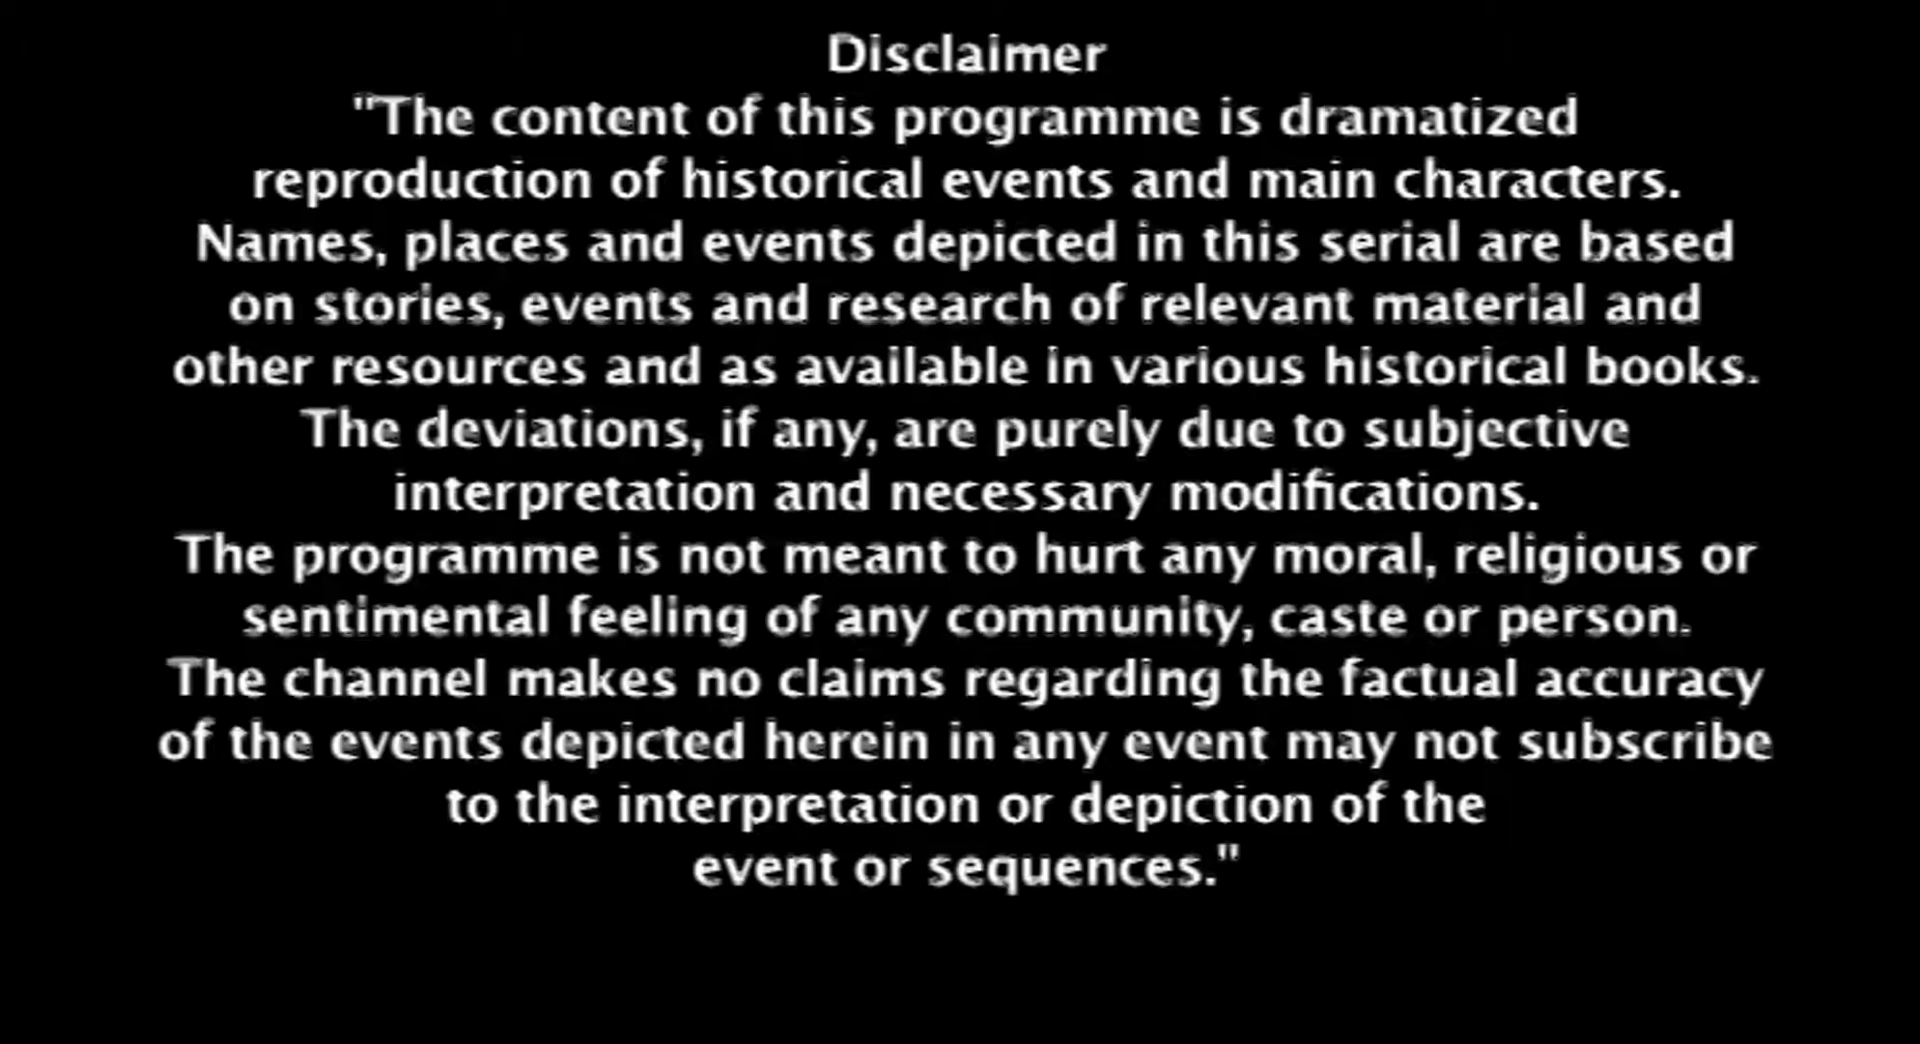 Disclaimer
"The content of this programme is dramatized
reproduction of historical events and main characters.
Names, places and events depicted in this serial are based
on stories, events and research of relevant material and
other resources and as available in various historical books.
The deviations, if any, are purely due to subjective
interpretation and necessary modifications.
The programme is not meant to hurt any moral, religious or
sentimental feeling of any community, caste or person.
The channel makes no claims regarding the factual accuracy
of the events depicted herein in any event may not subscribe
to the interpretation or depiction of the
event or sequences."